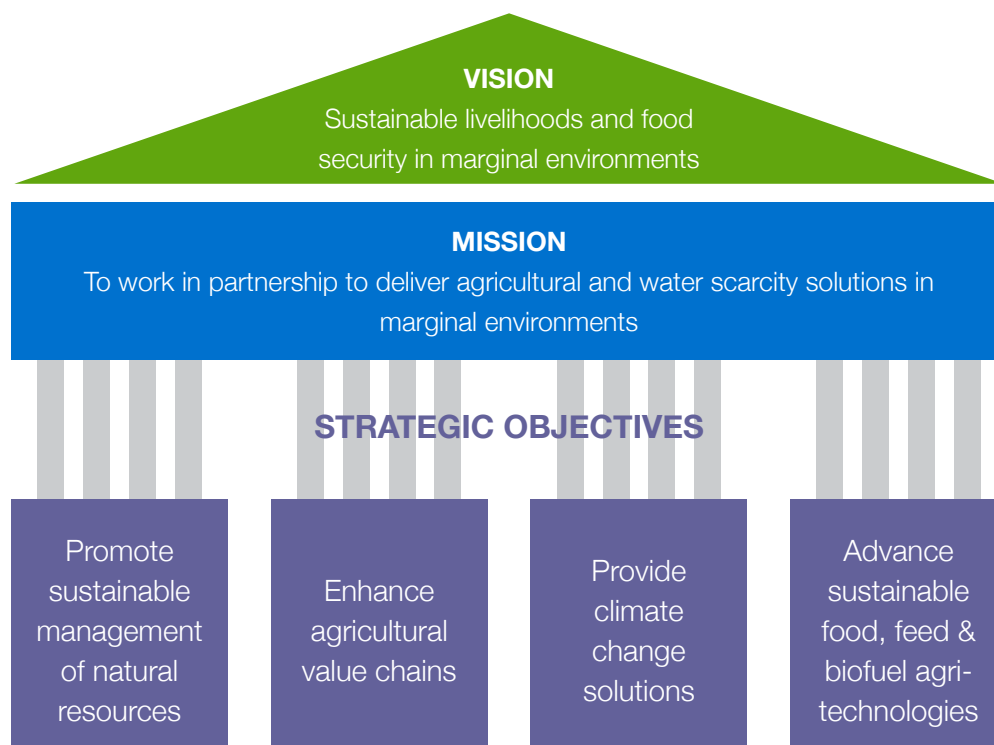 VISION
Sustainable livelihoods and food
security in marginal environments
MISSION
To work in partnership to deliver agricultural and water scarcity solutions in
marginal environments
STRATEGIC OBJECTIVES
Promote
sustainable
management
of natural
resources
Enhance
agricultural
value chains
Provide
climate
change
solutions
Advance
sustainable
food, feed &
biofuel agri-
technologies